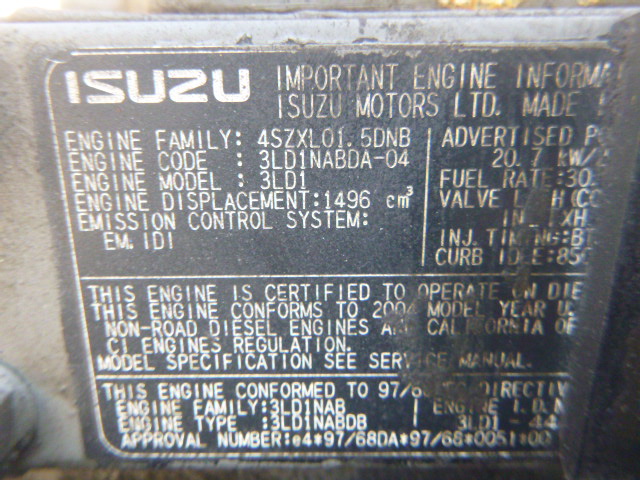 ISUZU IMPORTANT ENGINE INFORMA
ISUZU MOTORS LTD. MADE
ENGINE FAMILY: 4SZXL01.5DNB
ENGINE CODE : 3LD1NABDA-04
ENGINE MODEL : 3LD1
ENGINE DISPLACEMENT:1496 cm³
EMISSION CONTROL SYSTEM:
EM, IDI
ADVERTISED P
20.7 kW/
FUEL RATE:30.
VALVE
IN.
INJ. TIMING:BT
CURB IDLE:85
THIS ENGINE IS CERTIFIED TO OPERATE ON DIE
THIS ENGINE CONFORMS TO 2004 MODEL YEAR U.
NON-ROAD DIESEL ENGINES AND CALIFORNIA OF
CI ENGINES REGULATION.
MODEL SPECIFICATION SEE SERVICE MANUAL.
THIS ENGINE CONFORMED TO 97/68 DIRECTIV
ENGINE FAMILY:3LD1NAB ENGINE I.D.N
ENGINE TYPE :3LD1NABDB 3LD1 - 44
APPROVAL NUMBER:e4*97/68DA*97/68*0051*00